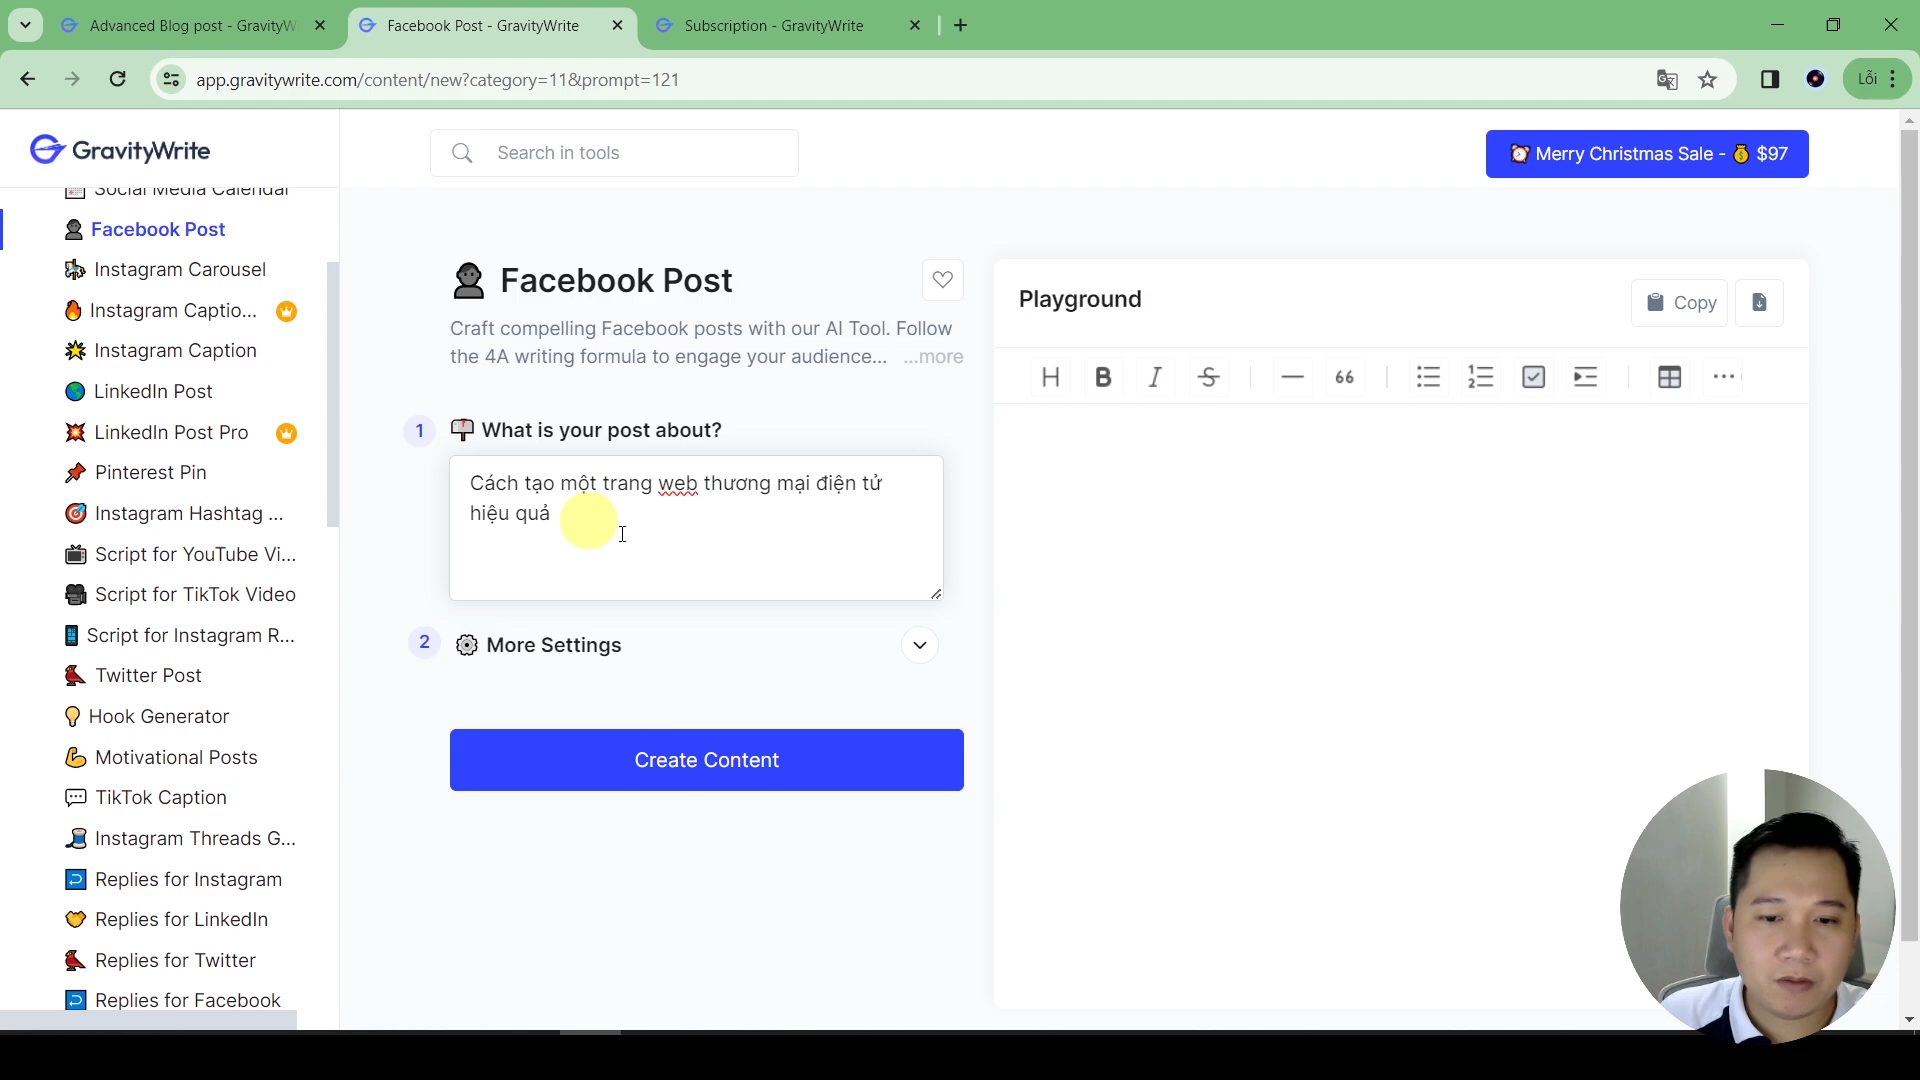 Advanced Blog post - GravityW
Facebook Post - GravityWrite
Subscription - GravityWrite
app.gravitywrite.com/content/new?category=11&prompt=121
Lỗi
GravityWrite
Search in tools
⏰ Merry Christmas Sale - 💰 $97
Social Media Calendar
Facebook Post
Instagram Carousel
Instagram Captio...
Instagram Caption
LinkedIn Post
LinkedIn Post Pro
Pinterest Pin
Instagram Hashtag ...
Script for YouTube Vi...
Script for TikTok Video
Script for Instagram R...
Twitter Post
Hook Generator
Motivational Posts
TikTok Caption
Instagram Threads G...
Replies for Instagram
Replies for LinkedIn
Replies for Twitter
Replies for Facebook
Facebook Post
Craft compelling Facebook posts with our AI Tool. Follow
the 4A writing formula to engage your audience... ...more
1 What is your post about?
Cách tạo một trang web thương mại điện tử
hiệu quả
2 More Settings
Create Content
Playground
Copy